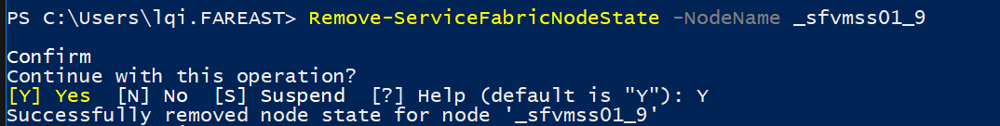 PS C:\Users\lqi.FAREAST> Remove-ServiceFabricNodeState -NodeName _sfvmss01_9
Confirm
Continue with this operation?
[Y] Yes  [N] No  [S] Suspend  [?] Help (default is "Y"): Y
Successfully removed node state for node '_sfvmss01_9'